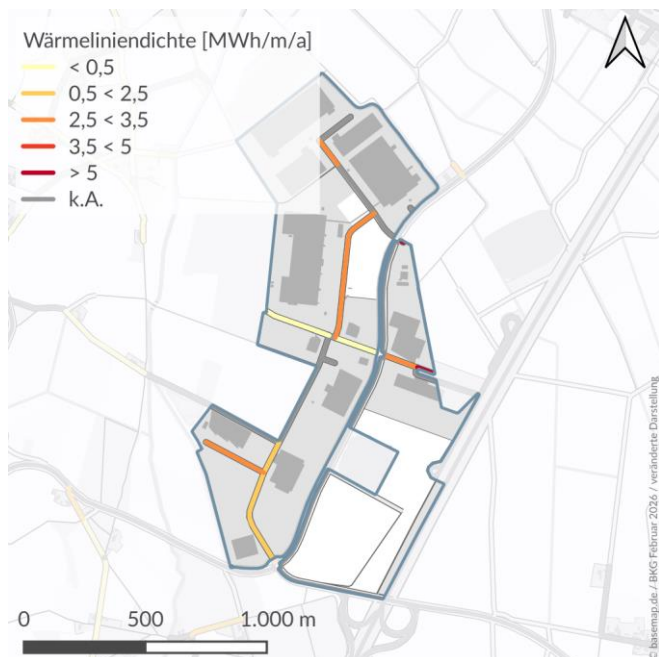 Wärmeliniendichte [MWh/m/a]
< 0,5
0,5 < 2,5
2,5 < 3,5
3,5 < 5
> 5
k.A.
0 500 1.000 m
© basemap.de / BKG Februar 2026 / veränderte Darstellung